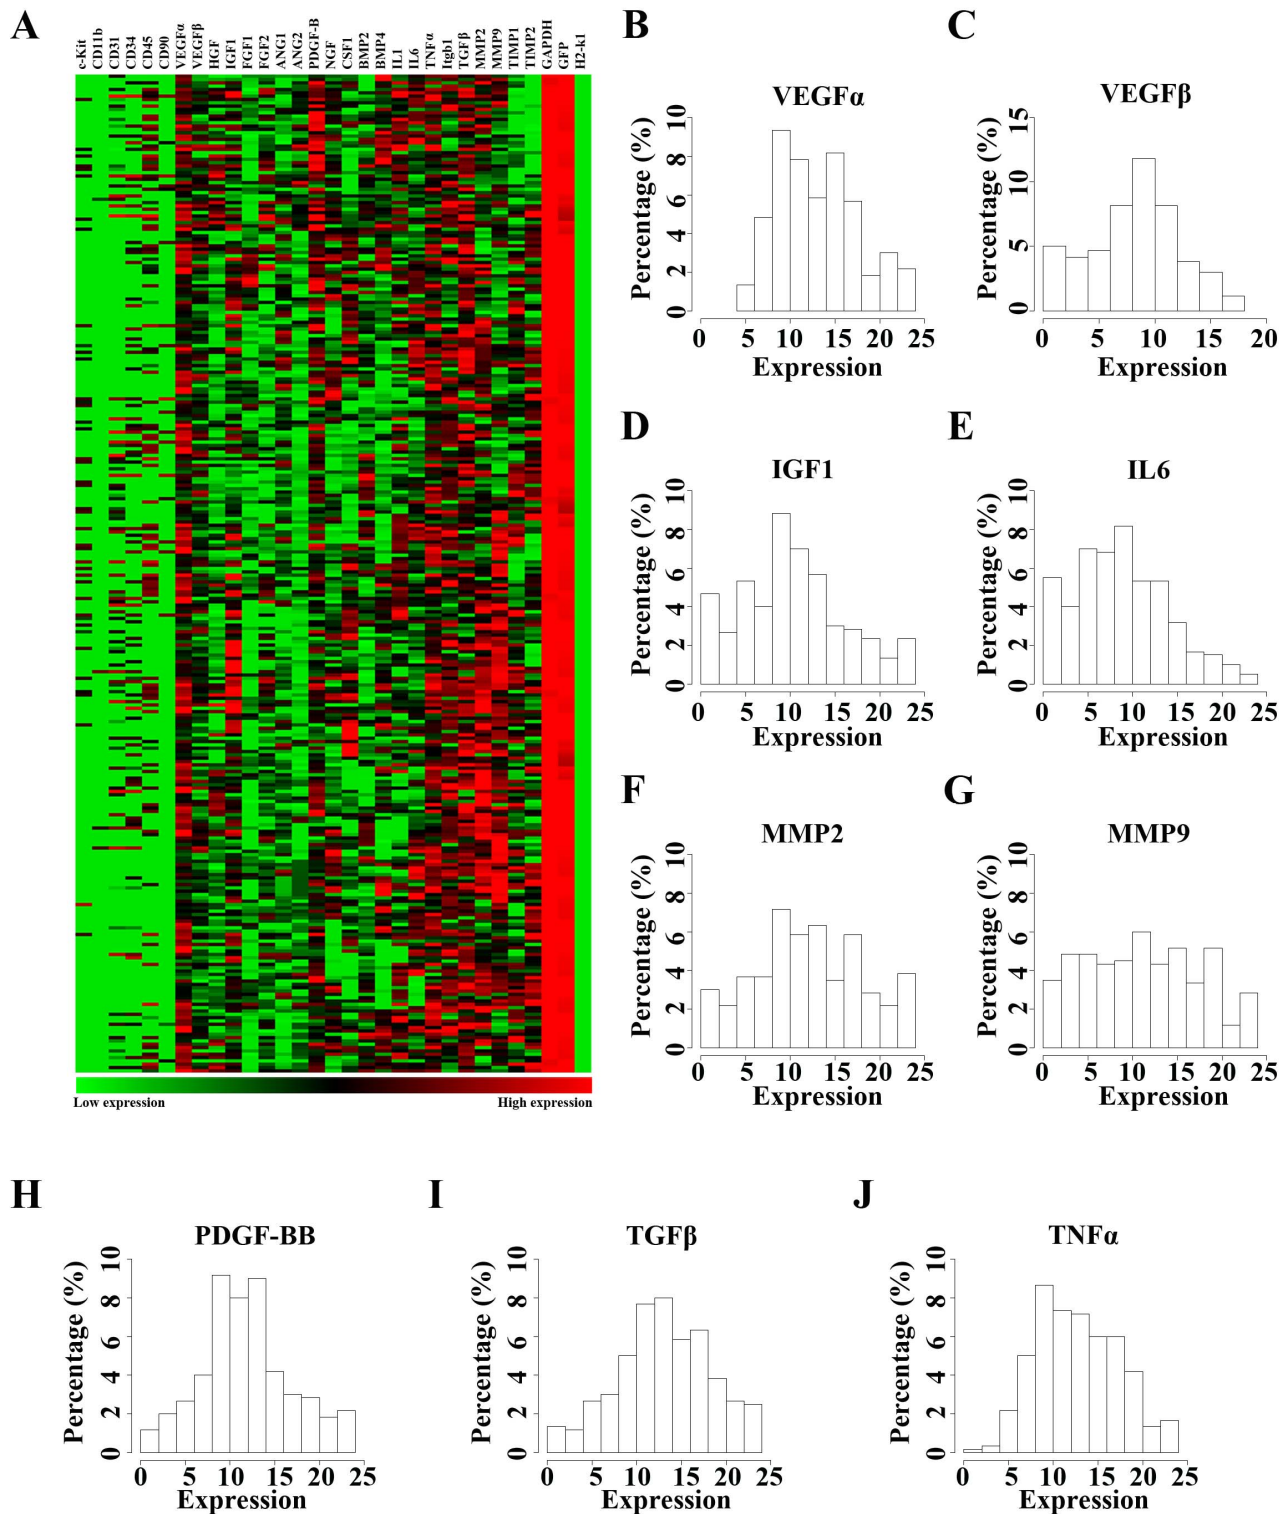 A
c-Kit
CD11b
CD31
CD34
CD45
CD90
VEGFα
VEGFβ
HGF
IGF1
FGF1
FGF2
ANG1
ANG2
PDGF-B
NGF
CSF1
BMP2
BMP4
IL1
IL6
TNFα
Itgb1
TGFβ
MMP2
MMP9
TIMP1
TIMP2
GAPDH
GFP
H2-k1
Low expression
High expression
B
VEGFα
Percentage (%)
0 2 4 6 8 10
0 5 10 15 20 25
Expression
C
VEGFβ
Percentage (%)
0 5 10 15
0 5 10 15 20
Expression
D
IGF1
Percentage (%)
0 2 4 6 8 10
0 5 10 15 20 25
Expression
E
IL6
Percentage (%)
0 2 4 6 8 10
0 5 10 15 20 25
Expression
F
MMP2
Percentage (%)
0 2 4 6 8 10
0 5 10 15 20 25
Expression
G
MMP9
Percentage (%)
0 2 4 6 8 10
0 5 10 15 20 25
Expression
H
PDGF-BB
Percentage (%)
0 2 4 6 8 10
0 5 10 15 20 25
Expression
I
TGFβ
Percentage (%)
0 2 4 6 8 10
0 5 10 15 20 25
Expression
J
TNFα
Percentage (%)
0 2 4 6 8 10
0 5 10 15 20 25
Expression